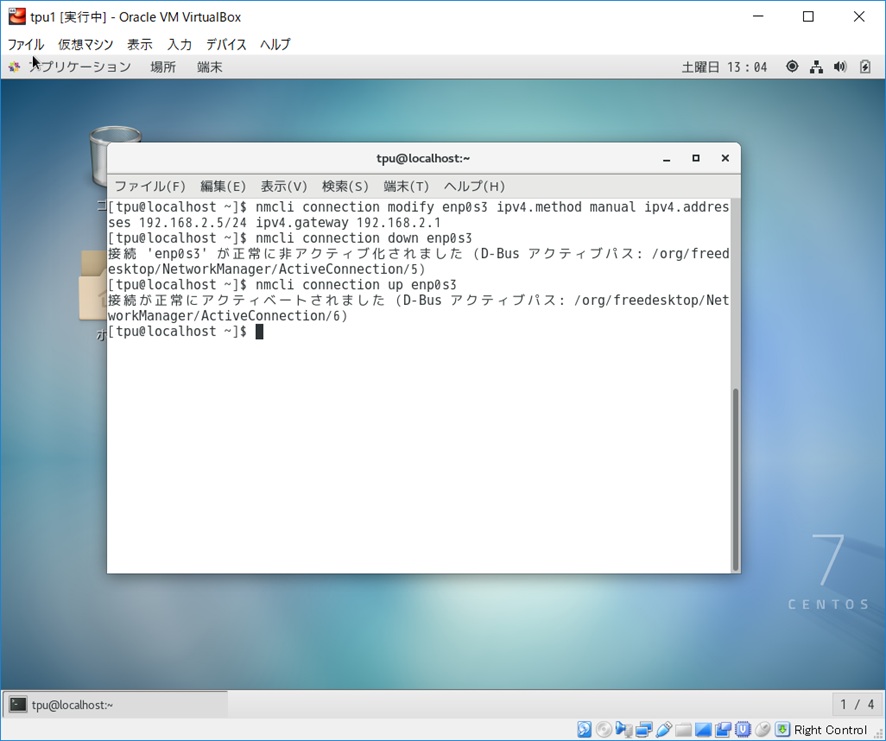 tpu1 [実行中] - Oracle VM VirtualBox
ファイル 仮想マシン 表示 入力 デバイス ヘルプ
アプリケーション 場所 端末 土曜日 13:04
tpu@localhost:~
ファイル(F) 編集(E) 表示(V) 検索(S) 端末(T) ヘルプ(H)
[tpu@localhost ~]$ nmcli connection modify enp0s3 ipv4.method manual ipv4.addres
ses 192.168.2.5/24 ipv4.gateway 192.168.2.1
[tpu@localhost ~]$ nmcli connection down enp0s3
接続 'enp0s3' が正常に非アクティブ化されました (D-Bus アクティブパス: /org/freed
esktop/NetworkManager/ActiveConnection/5)
[tpu@localhost ~]$ nmcli connection up enp0s3
接続が正常にアクティベートされました (D-Bus アクティブパス: /org/freedesktop/Net
workManager/ActiveConnection/6)
[tpu@localhost ~]$
7
CENTOS
tpu@localhost:~
1 / 4
Right Control